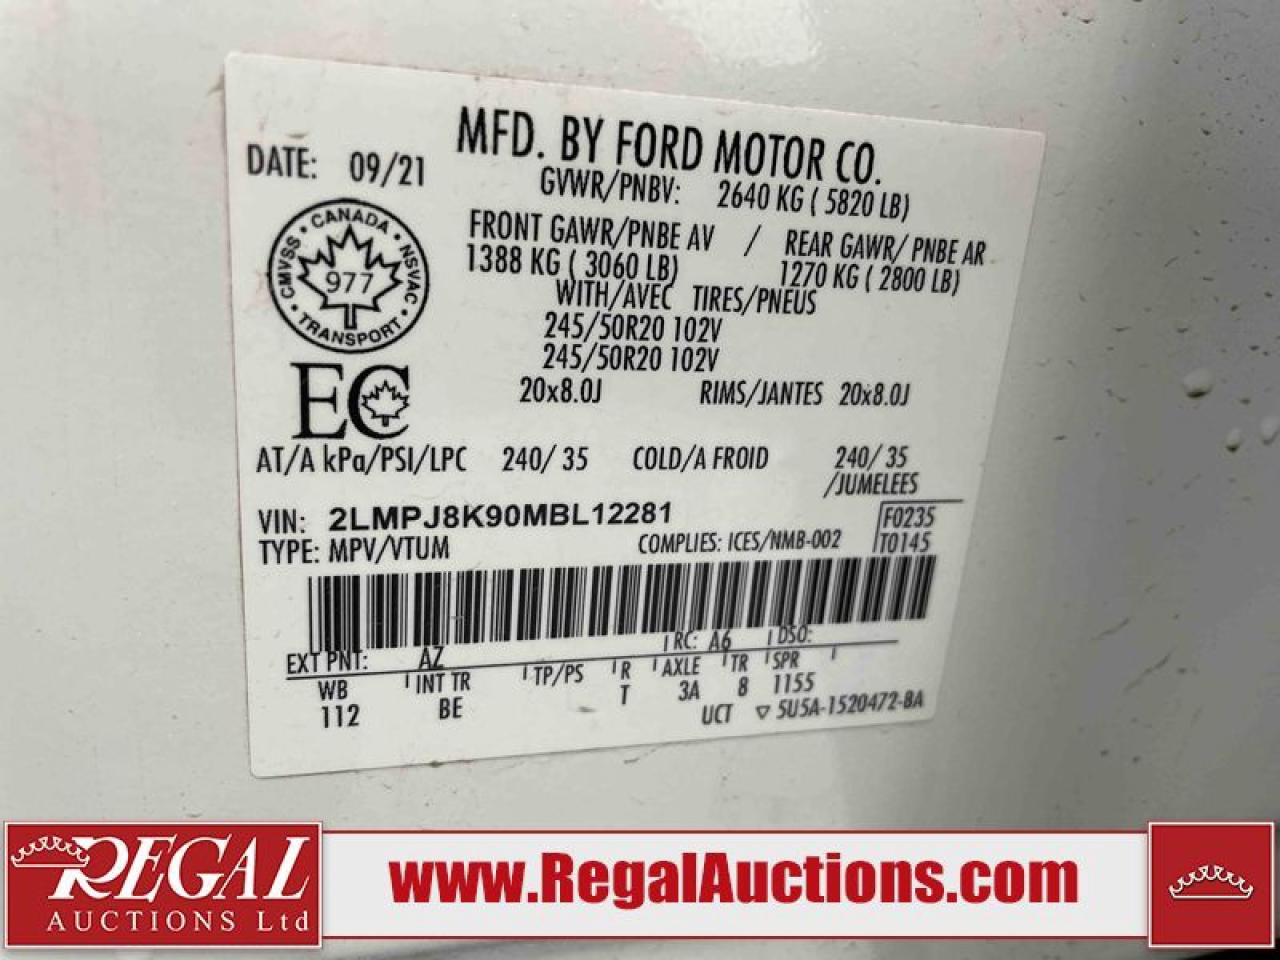 MFD. BY FORD MOTOR CO.
DATE: 09/21
GVWR/PNBV: 2640 KG ( 5820 LB)
FRONT GAWR/PNBE AV / REAR GAWR/ PNBE AR
1388 KG ( 3060 LB) 1270 KG ( 2800 LB)
WITH/AVEC TIRES/PNEUS
245/50R20 102V
245/50R20 102V
20x8.0J RIMS/JANTES 20x8.0J
CANADA
CMVSS • NSVAC
977
TRANSPORT
EC
AT/A kPa/PSI/LPC 240/ 35 COLD/A FROID 240/ 35
/JUMELEES
VIN: 2LMPJ8K90MBL12281
F0235
TYPE: MPV/VTUM COMPLIES: ICES/NMB-002 T0145
RC: A6 DSO:
EXT PNT: AZ
WB INT TR TP/PS R AXLE TR SPR
112 BE T 3A 8 1155
UCT ▽ 5U5A-1520472-BA
REGAL
AUCTIONS Ltd
www.RegalAuctions.com